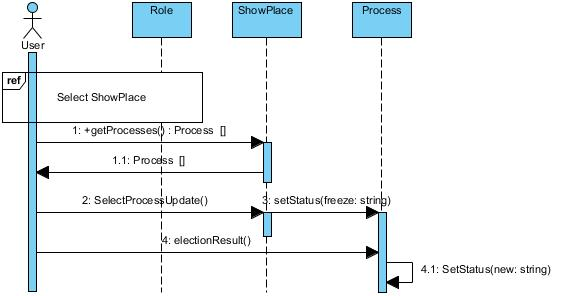 Role
ShowPlace
Process
User
ref
Select ShowPlace
1: +getProcesses() : Process []
1.1: Process []
2: SelectProcessUpdate()
3: setStatus(freeze: string)
4: electionResult()
4.1: SetStatus(new: string)